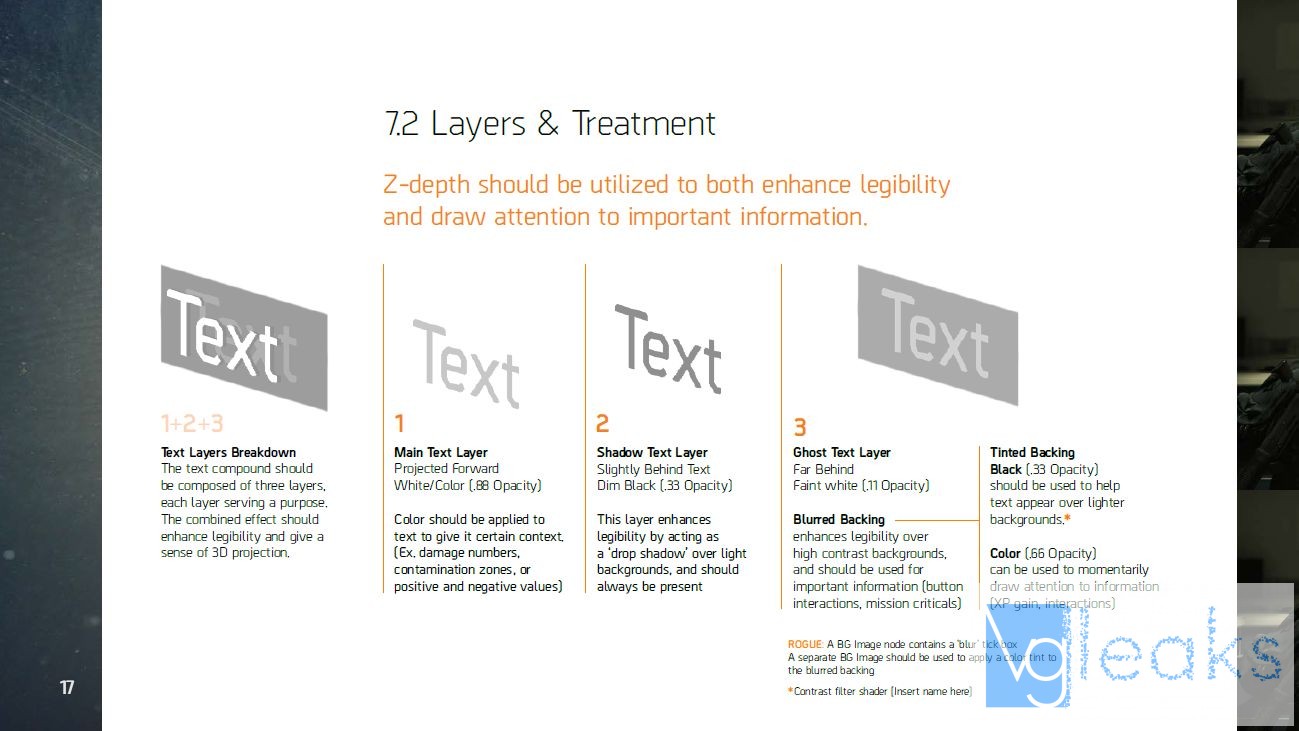 7.2 Layers & Treatment
Z-depth should be utilized to both enhance legibility
and draw attention to important information.
Text
1+2+3
Text Layers Breakdown
The text compound should
be composed of three layers,
each layer serving a purpose.
The combined effect should
enhance legibility and give a
sense of 3D projection.
Text
1
Main Text Layer
Projected Forward
White/Color (.88 Opacity)
Color should be applied to
text to give it certain context.
(Ex. damage numbers,
contamination zones, or
positive and negative values)
Text
2
Shadow Text Layer
Slightly Behind Text
Dim Black (.33 Opacity)
This layer enhances
legibility by acting as
a 'drop shadow' over light
backgrounds, and should
always be present
Text
3
Ghost Text Layer
Far Behind
Faint white (.11 Opacity)
Blurred Backing
enhances legibility over
high contrast backgrounds,
and should be used for
important information (button
interactions, mission criticals)
Tinted Backing
Black (.33 Opacity)
should be used to help
text appear over lighter
backgrounds.*
Color (.66 Opacity)
can be used to momentarily
draw attention to information
(XP gain, interactions)
ROGUE: A BG Image node contains a 'blur' tick box
A separate BG Image should be used to apply a color tint to
the blurred backing
*Contrast filter shader [Insert name here]
vgleaks
17